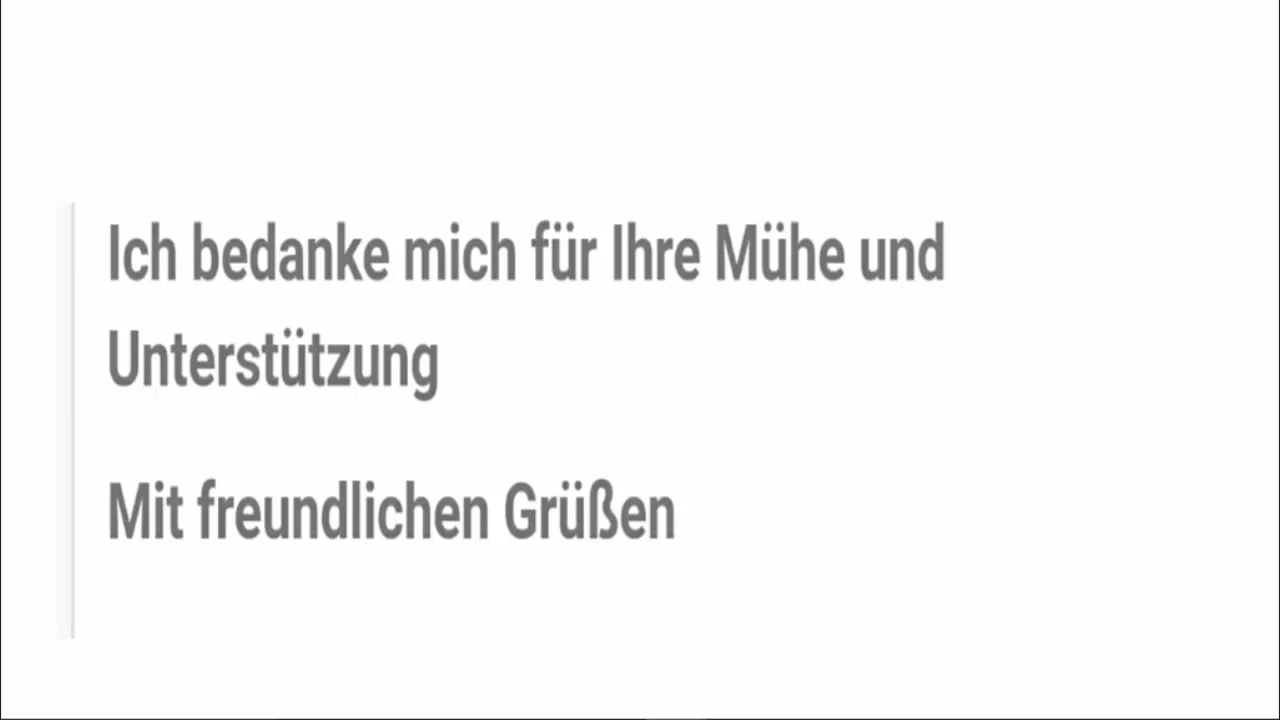 Ich bedanke mich für Ihre Mühe und
Unterstützung
Mit freundlichen Grüßen